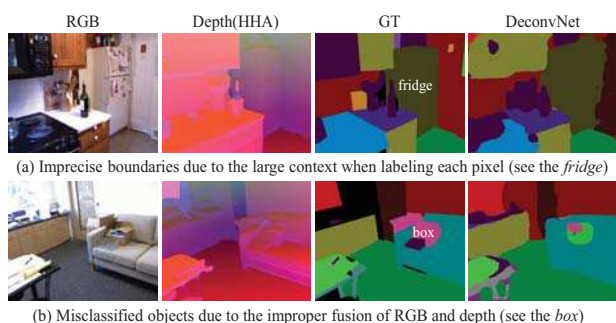 RGB Depth(HHA) GT DeconvNet
fridge
(a) Imprecise boundaries due to the large context when labeling each pixel (see the fridge)
box
(b) Misclassified objects due to the improper fusion of RGB and depth (see the box)